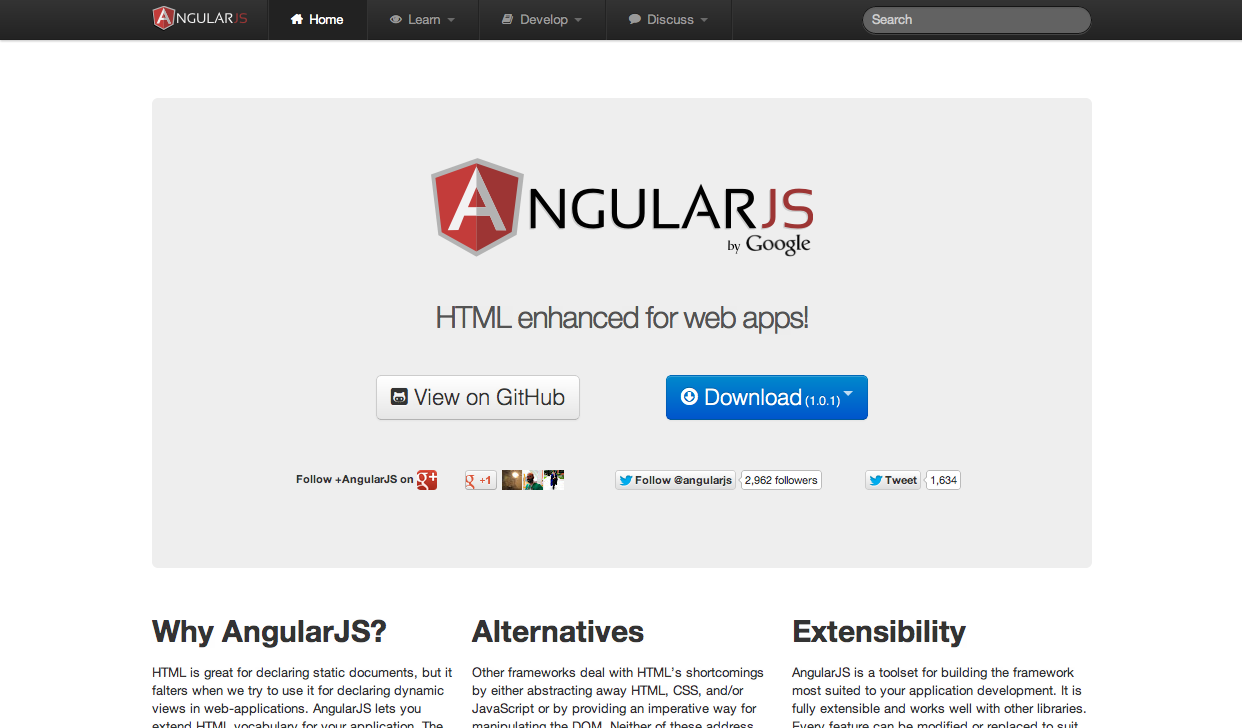 ANGULARJS
Home
Learn
Develop
Discuss
Search
ANGULARJS
by Google
HTML enhanced for web apps!
View on GitHub
Download (1.0.1)
Follow +AngularJS on g+
g +1
Follow @angularjs
2,962 followers
Tweet
1,634
Why AngularJS?
HTML is great for declaring static documents, but it
falters when we try to use it for declaring dynamic
views in web-applications. AngularJS lets you
extend HTML vocabulary for your application. The
Alternatives
Other frameworks deal with HTML's shortcomings
by either abstracting away HTML, CSS, and/or
JavaScript or by providing an imperative way for
manipulating the DOM. Neither of these address
Extensibility
AngularJS is a toolset for building the framework
most suited to your application development. It is
fully extensible and works well with other libraries.
Every feature can be modified or replaced to suit